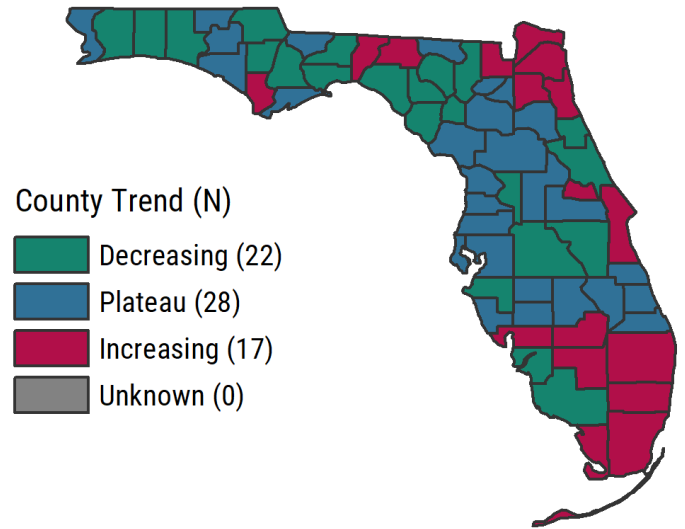 County Trend (N)
Decreasing (22)
Plateau (28)
Increasing (17)
Unknown (0)